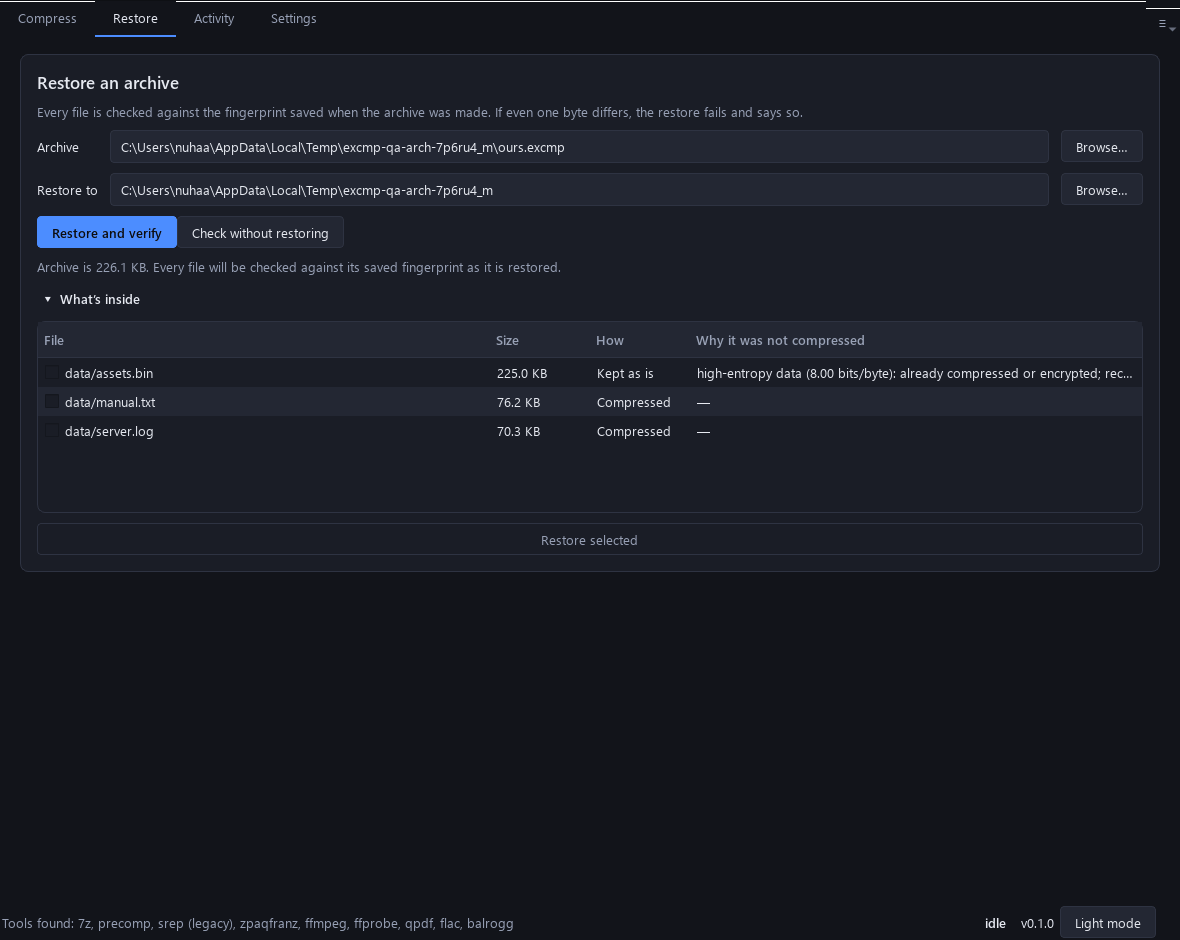 Compress Restore Activity Settings
Restore an archive
Every file is checked against the fingerprint saved when the archive was made. If even one byte differs, the restore fails and says so.
Archive C:\Users\nuhaa\AppData\Local\Temp\excmp-qa-arch-7p6ru4_m\ours.excmp Browse...
Restore to C:\Users\nuhaa\AppData\Local\Temp\excmp-qa-arch-7p6ru4_m Browse...
Restore and verify Check without restoring
Archive is 226.1 KB. Every file will be checked against its saved fingerprint as it is restored.
▾ What's inside
File Size How Why it was not compressed
data/assets.bin 225.0 KB Kept as is high-entropy data (8.00 bits/byte): already compressed or encrypted; rec...
data/manual.txt 76.2 KB Compressed —
data/server.log 70.3 KB Compressed —
Restore selected
Tools found: 7z, precomp, srep (legacy), zpaqfranz, ffmpeg, ffprobe, qpdf, flac, balrogg idle v0.1.0 Light mode